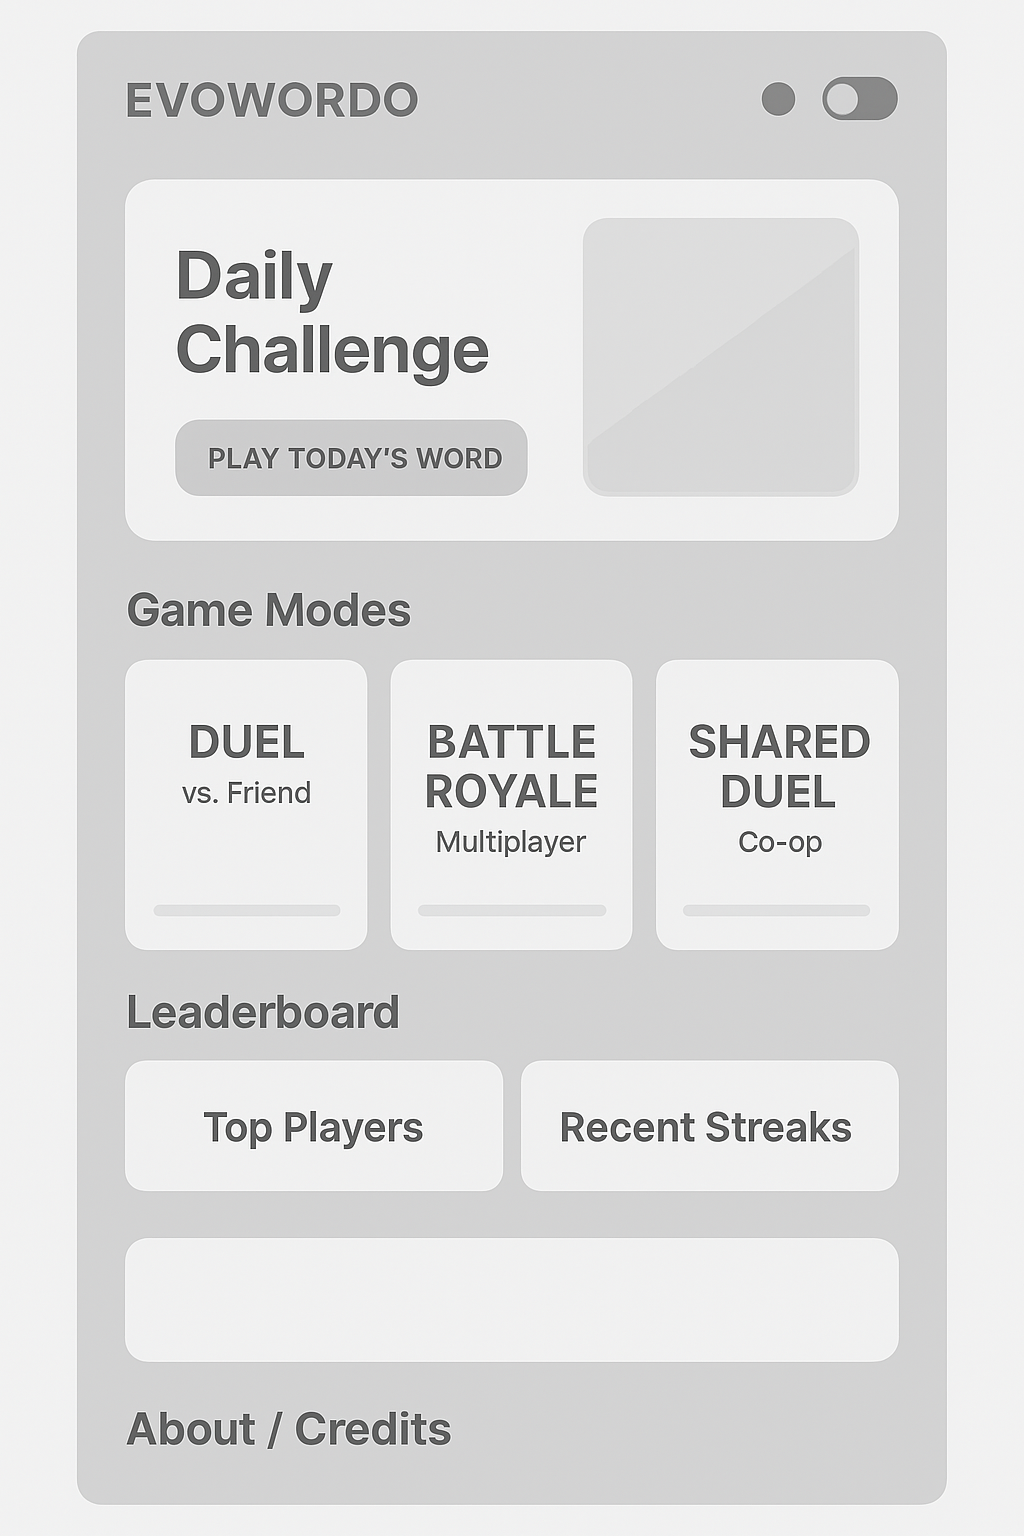 EVOWORDO
Daily
Challenge
PLAY TODAY'S WORD
Game Modes
DUEL
vs. Friend
BATTLE
ROYALE
Multiplayer
SHARED
DUEL
Co-op
Leaderboard
Top Players
Recent Streaks
About / Credits